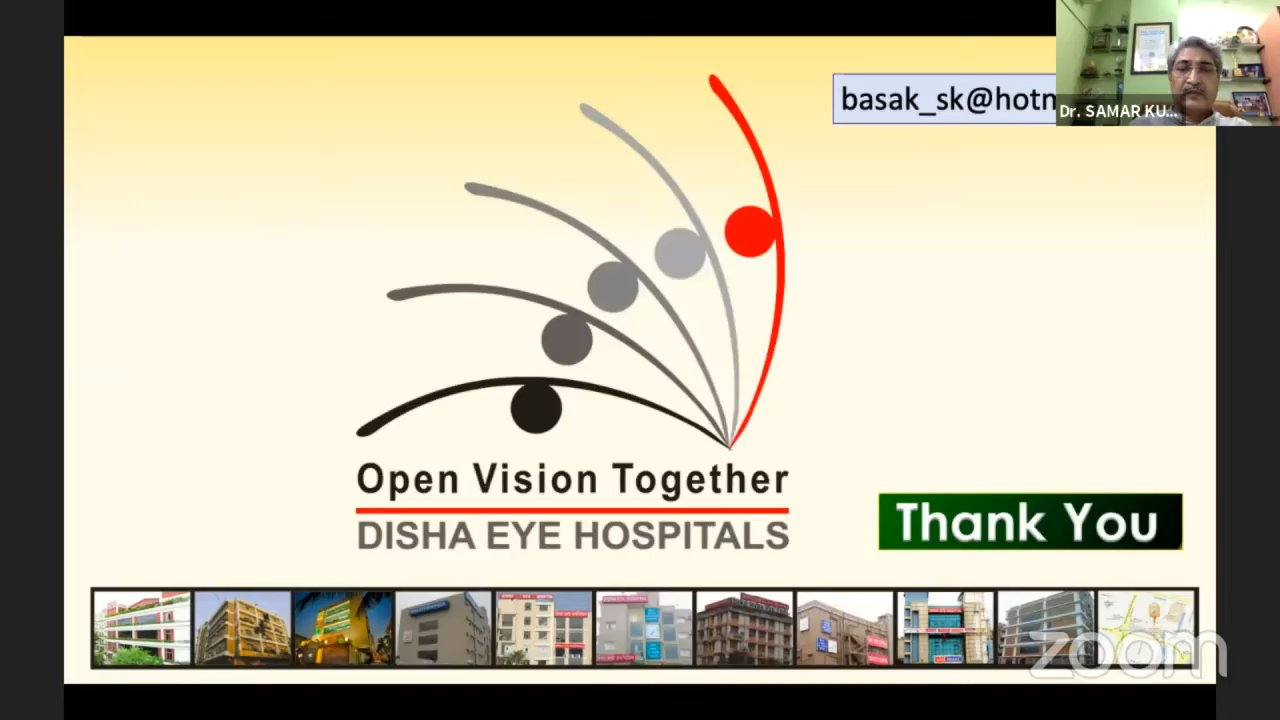 basak_sk@hotm
Dr. SAMAR KU...
Open Vision Together
DISHA EYE HOSPITALS
Thank You
zoom